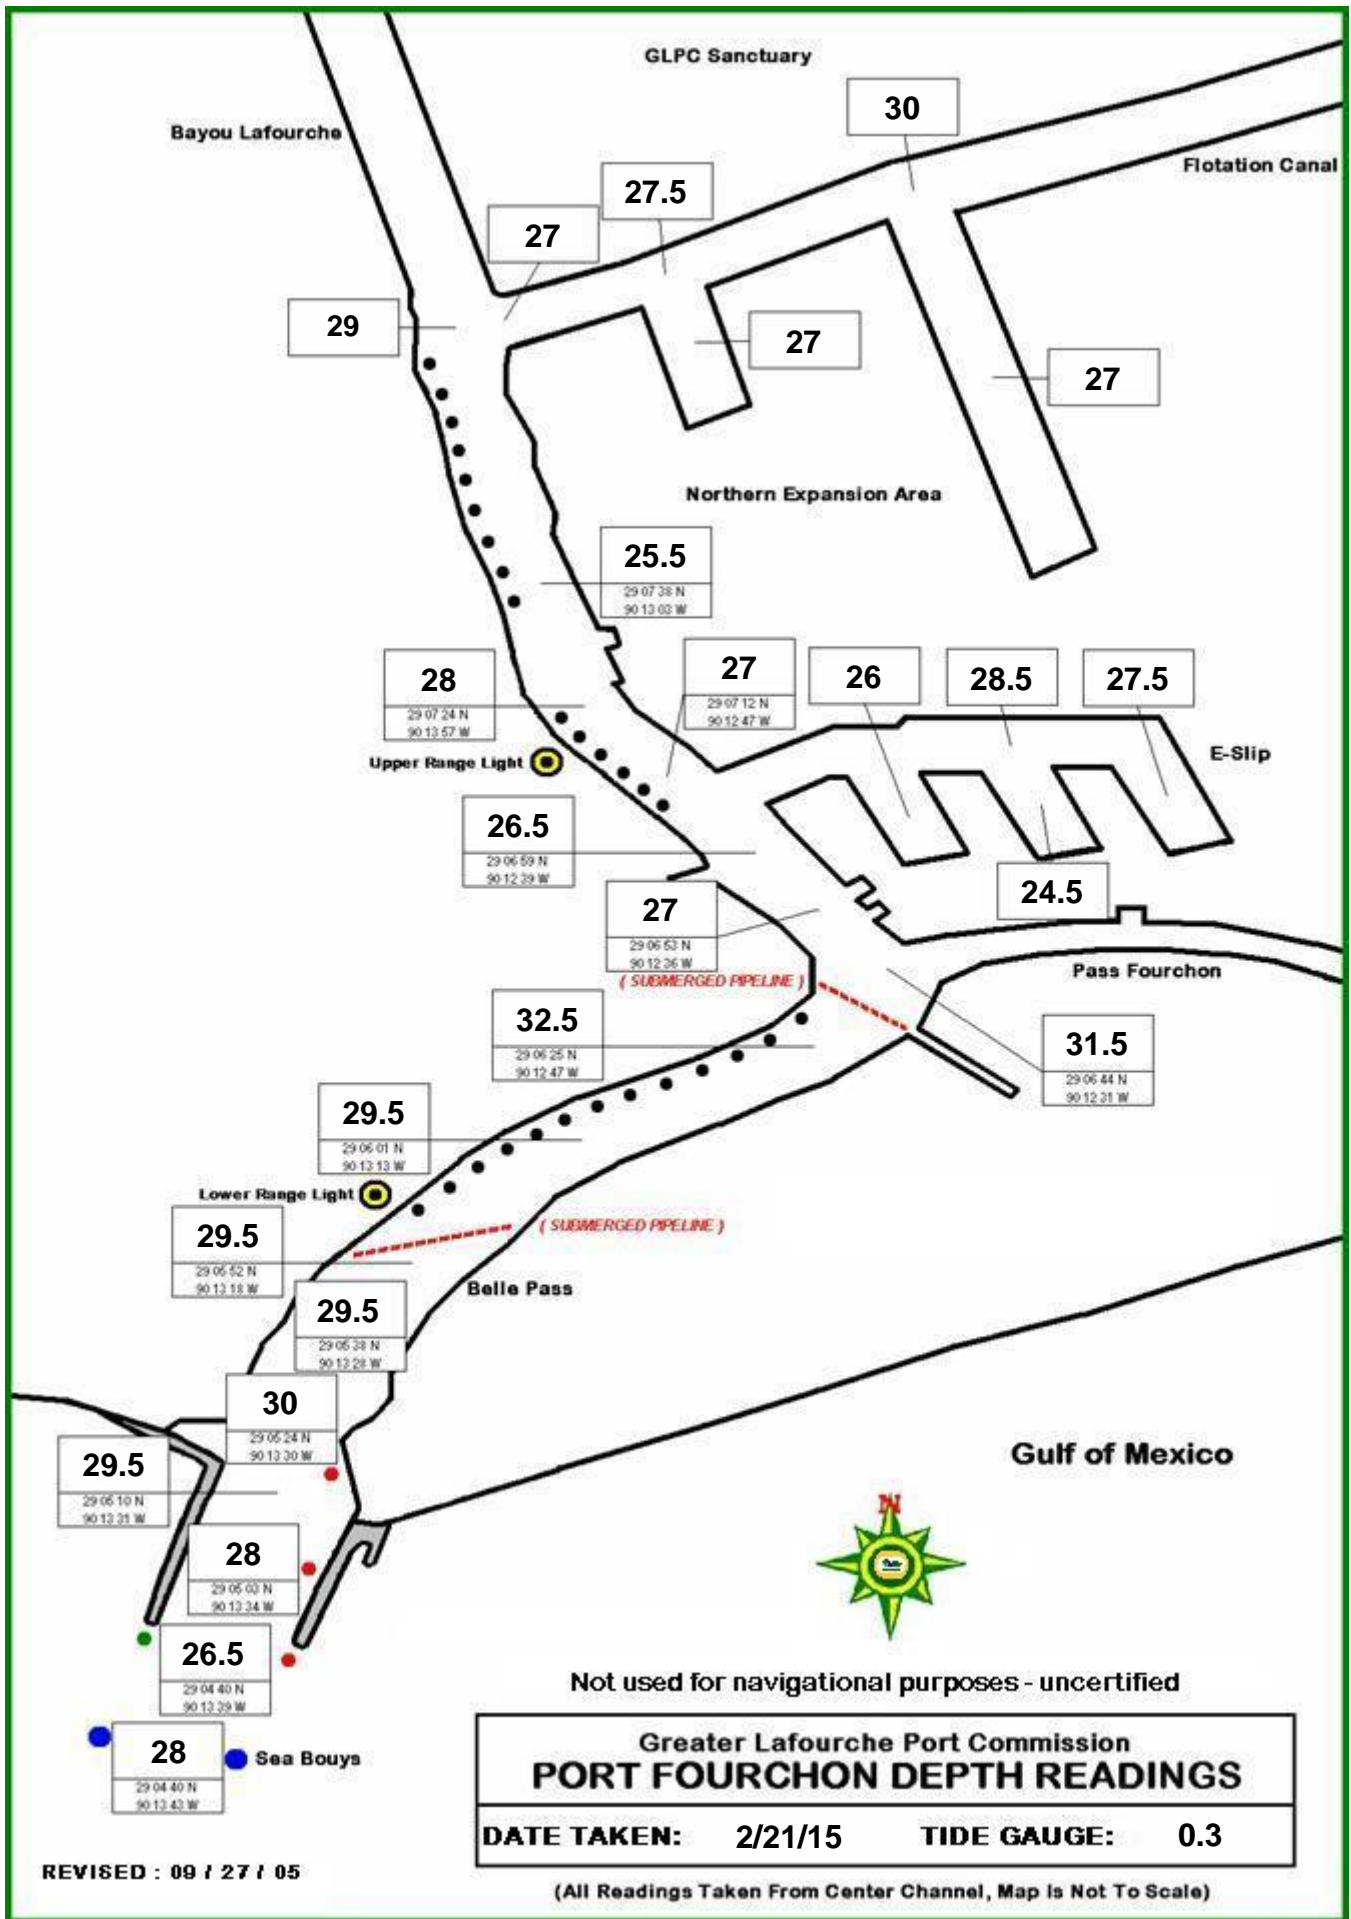 GLPC Sanctuary
30
Bayou Lafourche
Flotation Canal
27.5
27
29
27
27
Northern Expansion Area
25.5
29 07 38 N
90 13 03 W
28
29 07 24 N
90 13 57 W
27
29 07 12 N
90 12 47 W
26
28.5
27.5
E-Slip
Upper Range Light
26.5
29 06 59 N
90 12 39 W
24.5
27
29 06 53 N
90 12 36 W
Pass Fourchon
( SUBMERGED PIPELINE )
32.5
29 06 25 N
90 12 47 W
31.5
29 06 44 N
90 12 31 W
29.5
29 06 01 N
90 13 13 W
Lower Range Light
29.5
29 05 52 N
90 13 18 W
( SUBMERGED PIPELINE )
Belle Pass
29.5
29 05 38 N
90 13 28 W
30
29 05 24 N
90 13 30 W
29.5
29 05 10 N
90 13 31 W
Gulf of Mexico
N
28
29 05 03 N
90 13 34 W
26.5
29 04 40 N
90 13 39 W
28
29 04 40 N
90 13 43 W
Sea Bouys
Not used for navigational purposes - uncertified
Greater Lafourche Port Commission
PORT FOURCHON DEPTH READINGS
DATE TAKEN: 2/21/15 TIDE GAUGE: 0.3
REVISED : 09 / 27 / 05
(All Readings Taken From Center Channel, Map Is Not To Scale)